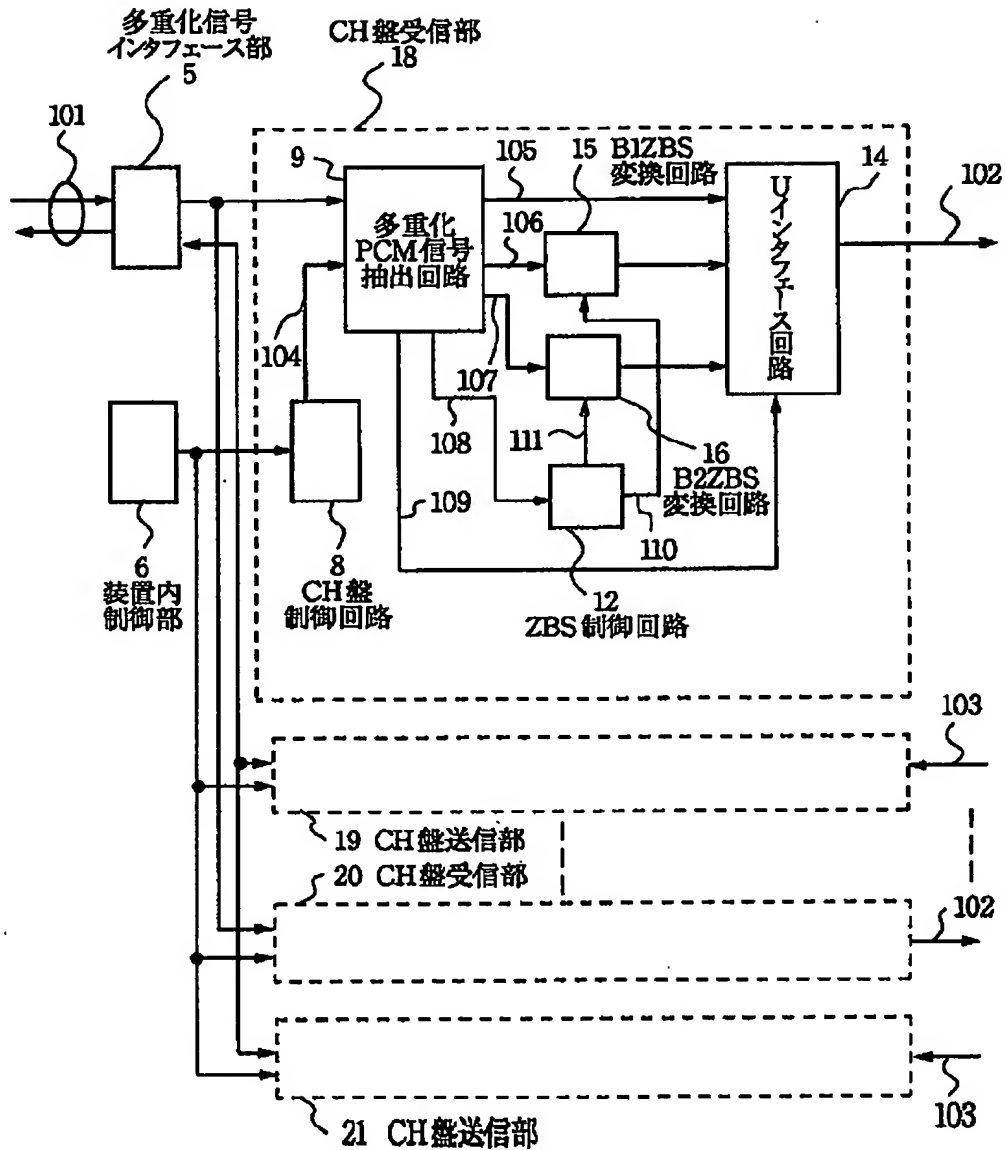 多重化信号
インタフェース部
5
CH盤受信部
18
101
9
105
15 B1ZBS
変換回路
14
102
多重化
PCM信号
抽出回路
106
Uインタフェース回路
104
107
108
111
16 B2ZBS
変換回路
109
110
6
装置内
制御部
8
CH盤
制御回路
12
ZBS制御回路
103
19 CH盤送信部
20 CH盤受信部
102
103
21 CH盤送信部